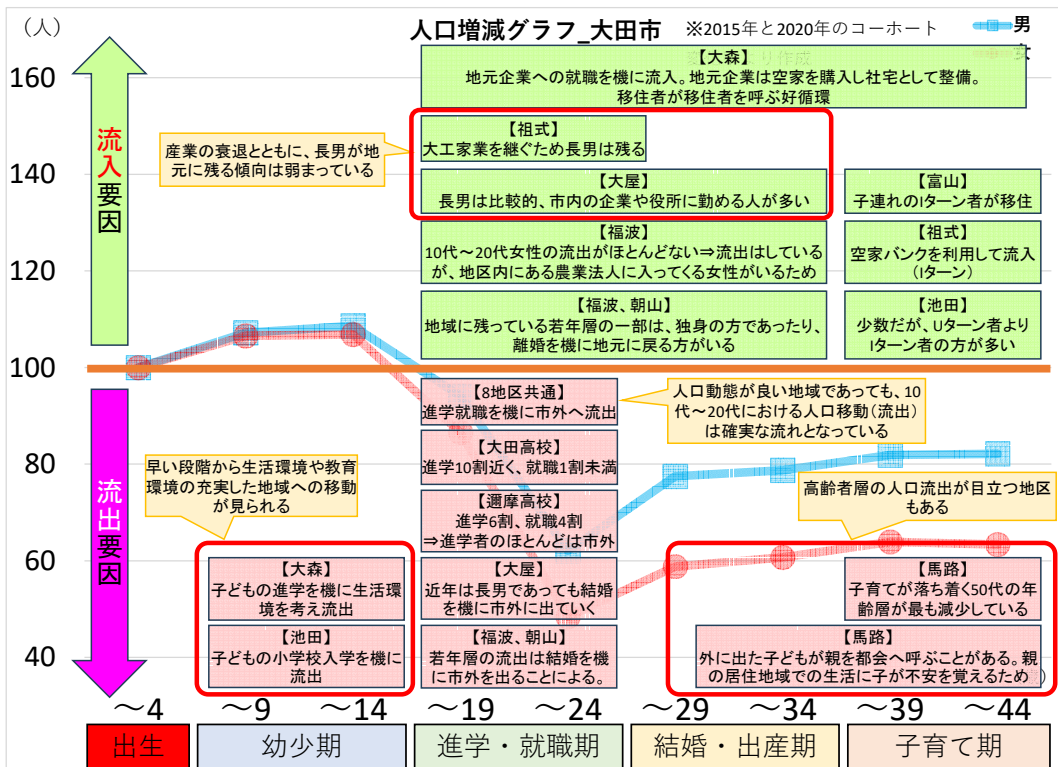 (人)
人口増減グラフ_大田市
※2015年と2020年のコーホート
男
女
160
140
120
100
80
60
40
流入要因
流出要因
【大森】
地元企業への就職を機に流入。地元企業は空家を購入し社宅として整備。
移住者が移住者を呼ぶ好循環
産業の衰退とともに、長男が地
元に残る傾向は弱まっている
【祖式】
大工家業を継ぐため長男は残る
【大屋】
長男は比較的、市内の企業や役所に勤める人が多い
【富山】
子連れのIターン者が移住
【福波】
10代～20代女性の流出がほとんどない⇒流出はしている
が、地区内にある農業法人に入ってくる女性がいるため
【祖式】
空家バンクを利用して流入
(Iターン)
【福波、朝山】
地域に残っている若年層の一部は、独身の方であったり、
離婚を機に地元に戻る方がいる
【池田】
少数だが、Uターン者より
Iターン者の方が多い
【8地区共通】
進学就職を機に市外へ流出
人口動態が良い地域であっても、10
代～20代における人口移動(流出)
は確実な流れとなっている
【大田高校】
進学10割近く、就職1割未満
早い段階から生活環境や教育
環境の充実した地域への移動
が見られる
【邇摩高校】
進学6割、就職4割
⇒進学者のほとんどは市外
高齢者層の人口流出が目立つ地区
もある
【大森】
子どもの進学を機に生活環
境を考え流出
【大屋】
近年は長男であっても結婚
を機に市外に出ていく
【馬路】
子育てが落ち着く50代の年
齢層が最も減少している
【池田】
子どもの小学校入学を機に
流出
【福波、朝山】
若年層の流出は結婚を機
に市外を出ることによる。
【馬路】
外に出た子どもが親を都会へ呼ぶことがある。親
の居住地域での生活に子が不安を覚えるため
～4
～9
～14
～19
～24
～29
～34
～39
～44
出生
幼少期
進学・就職期
結婚・出産期
子育て期